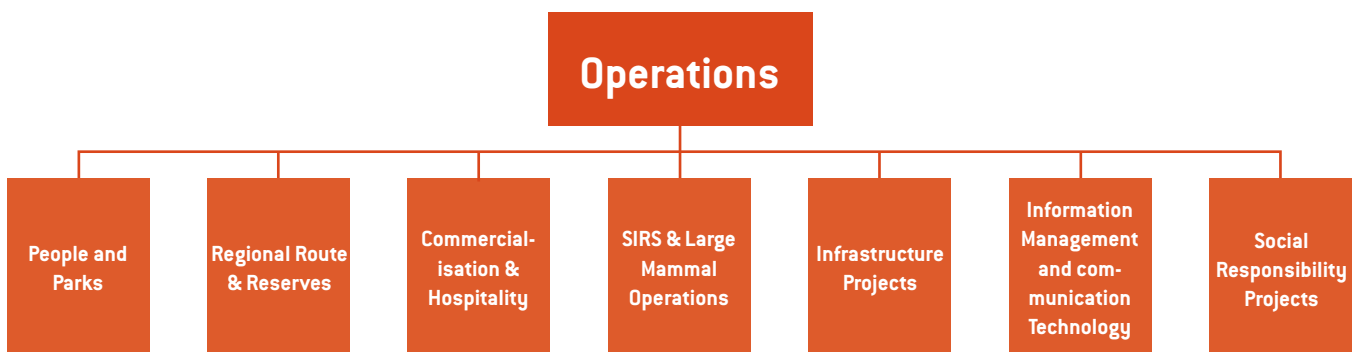 Operations
People and
Parks
Regional Route
& Reserves
Commercial-
isation &
Hospitality
SIRS & Large
Mammal
Operations
Infrastructure
Projects
Information
Management
and com-
munication
Technology
Social
Responsibility
Projects